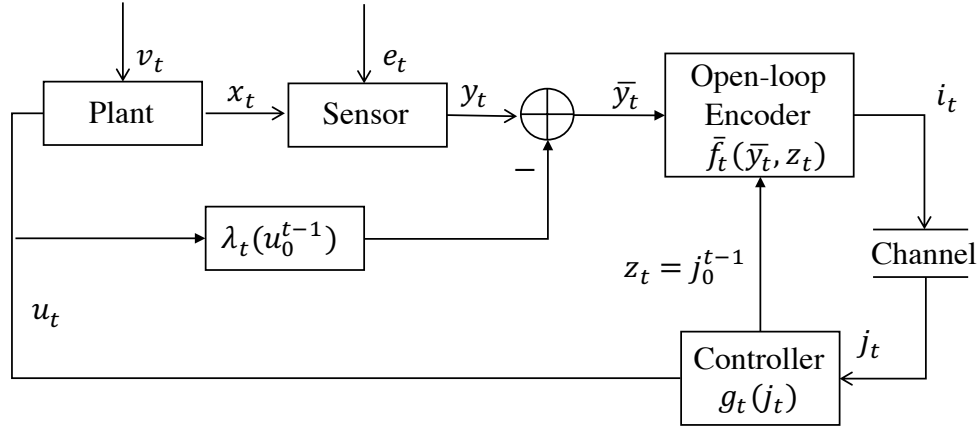 v_t
e_t
Plant
x_t
Sensor
y_t
−
ȳ_t
Open-loop
Encoder
f̄_t(ȳ_t, z_t)
i_t
λ_t(u_0^{t−1})
z_t = j_0^{t−1}
Channel
u_t
Controller
g_t(j_t)
j_t